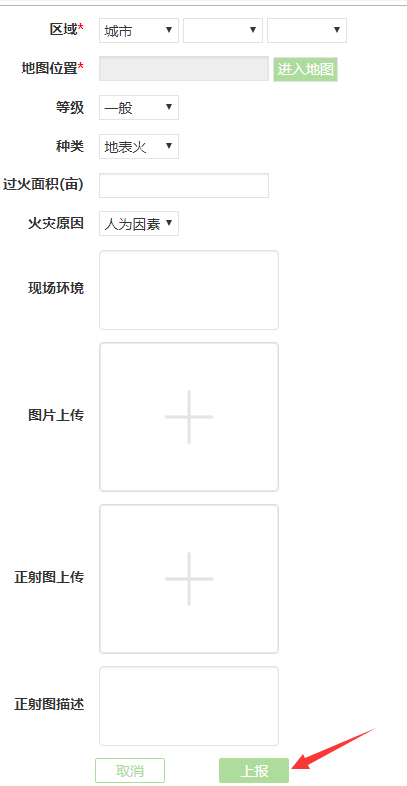 区域* 城市
地图位置* 进入地图
等级 一般
种类 地表火
过火面积(亩)
火灾原因 人为因素
现场环境
图片上传
正射图上传
正射图描述
取消 上报